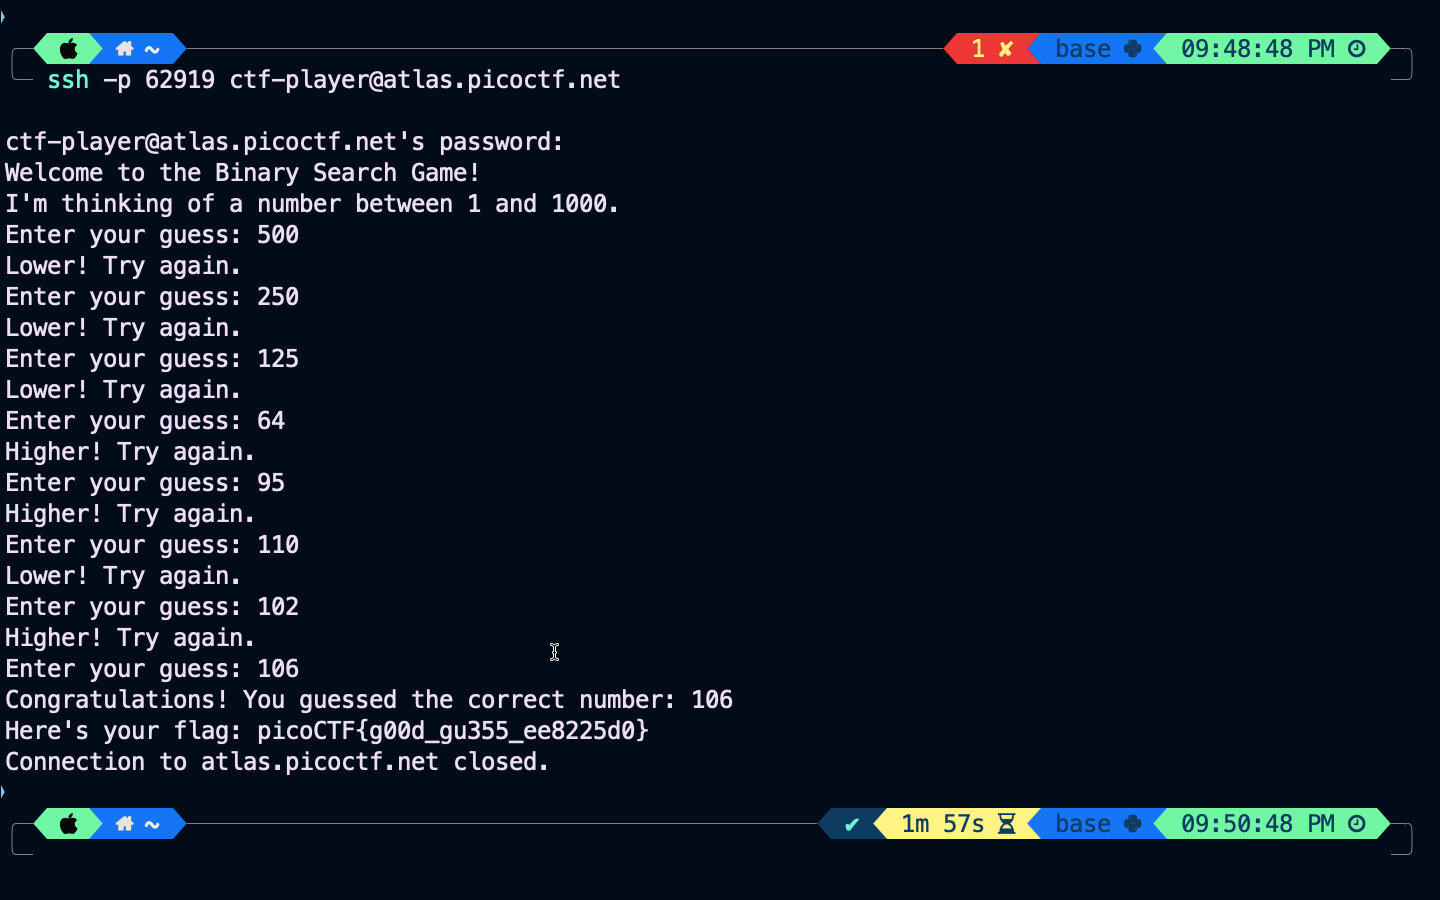 ~ 1 ✘ base 09:48:48 PM
ssh -p 62919 ctf-player@atlas.picoctf.net
ctf-player@atlas.picoctf.net's password:
Welcome to the Binary Search Game!
I'm thinking of a number between 1 and 1000.
Enter your guess: 500
Lower! Try again.
Enter your guess: 250
Lower! Try again.
Enter your guess: 125
Lower! Try again.
Enter your guess: 64
Higher! Try again.
Enter your guess: 95
Higher! Try again.
Enter your guess: 110
Lower! Try again.
Enter your guess: 102
Higher! Try again.
Enter your guess: 106
Congratulations! You guessed the correct number: 106
Here's your flag: picoCTF{g00d_gu355_ee8225d0}
Connection to atlas.picoctf.net closed.
~ ✔ 1m 57s base 09:50:48 PM